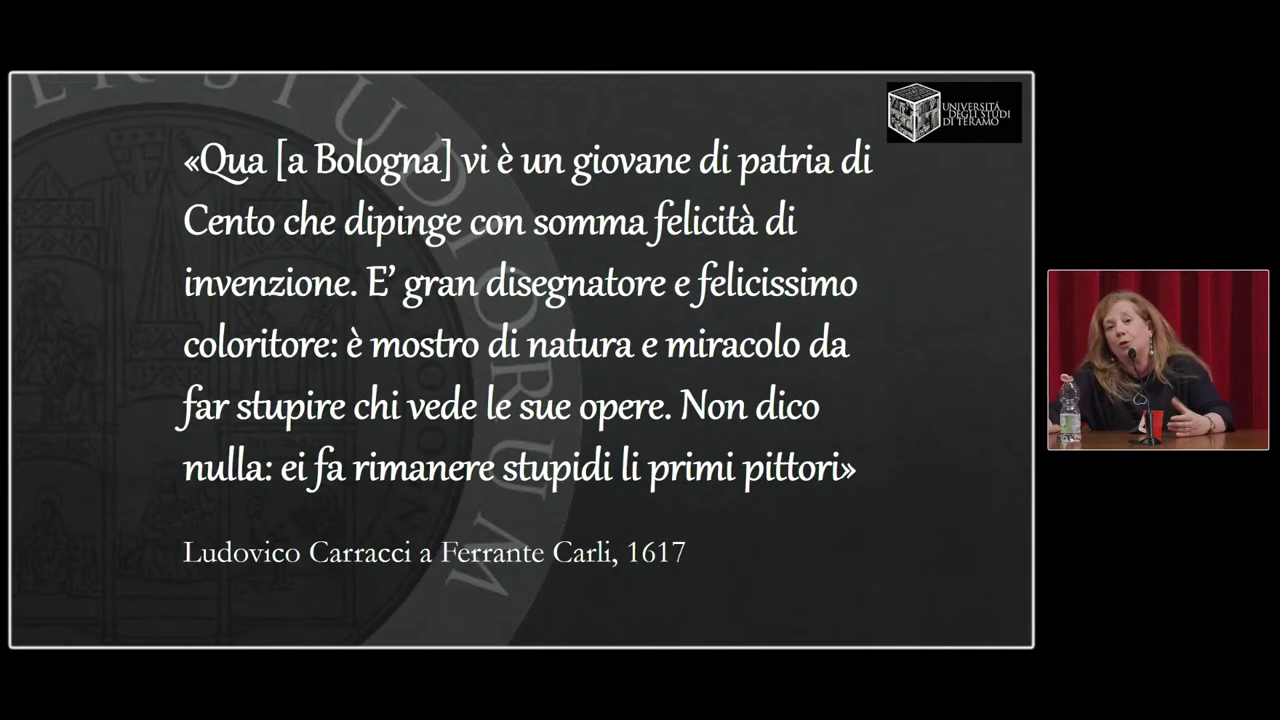 UNIVERSITÁ
DEGLI STUDI
DI TERAMO
«Qua [a Bologna] vi è un giovane di patria di
Cento che dipinge con somma felicità di
invenzione. E’ gran disegnatore e felicissimo
coloritore: è mostro di natura e miracolo da
far stupire chi vede le sue opere. Non dico
nulla: ei fa rimanere stupidi li primi pittori»
Ludovico Carracci a Ferrante Carli, 1617
STUDIORUM